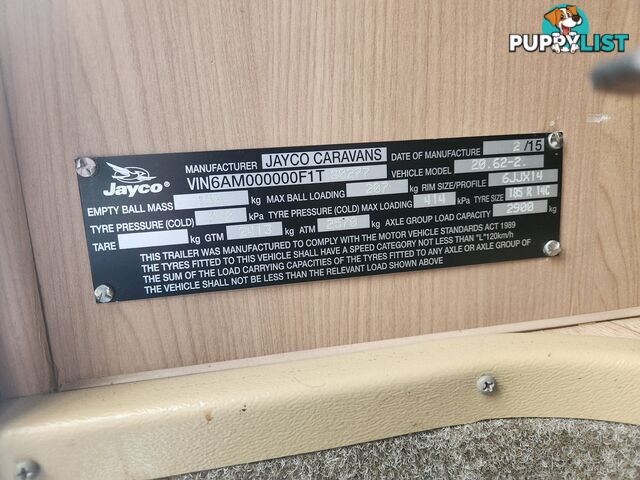 PUPPYLIST
Jayco®
MANUFACTURER JAYCO CARAVANS DATE OF MANUFACTURE 2/15
VIN 6AM000000F1T VEHICLE MODEL 20.62-2.
EMPTY BALL MASS kg MAX BALL LOADING 207 kg RIM SIZE/PROFILE 6JJX14
TYRE PRESSURE (COLD) kPa TYRE PRESSURE (COLD) MAX LOADING 414 kPa TYRE SIZE 185 R 14C
TARE kg GTM kg ATM kg AXLE GROUP LOAD CAPACITY 2500 kg
THIS TRAILER WAS MANUFACTURED TO COMPLY WITH THE MOTOR VEHICLE STANDARDS ACT 1989
THE TYRES FITTED TO THIS VEHICLE SHALL HAVE A SPEED CATEGORY NOT LESS THAN "L" 120km/h
THE SUM OF THE LOAD CARRYING CAPACITIES OF THE TYRES FITTED TO ANY AXLE OR AXLE GROUP OF
THE VEHICLE SHALL NOT BE LESS THAN THE RELEVANT LOAD SHOWN ABOVE